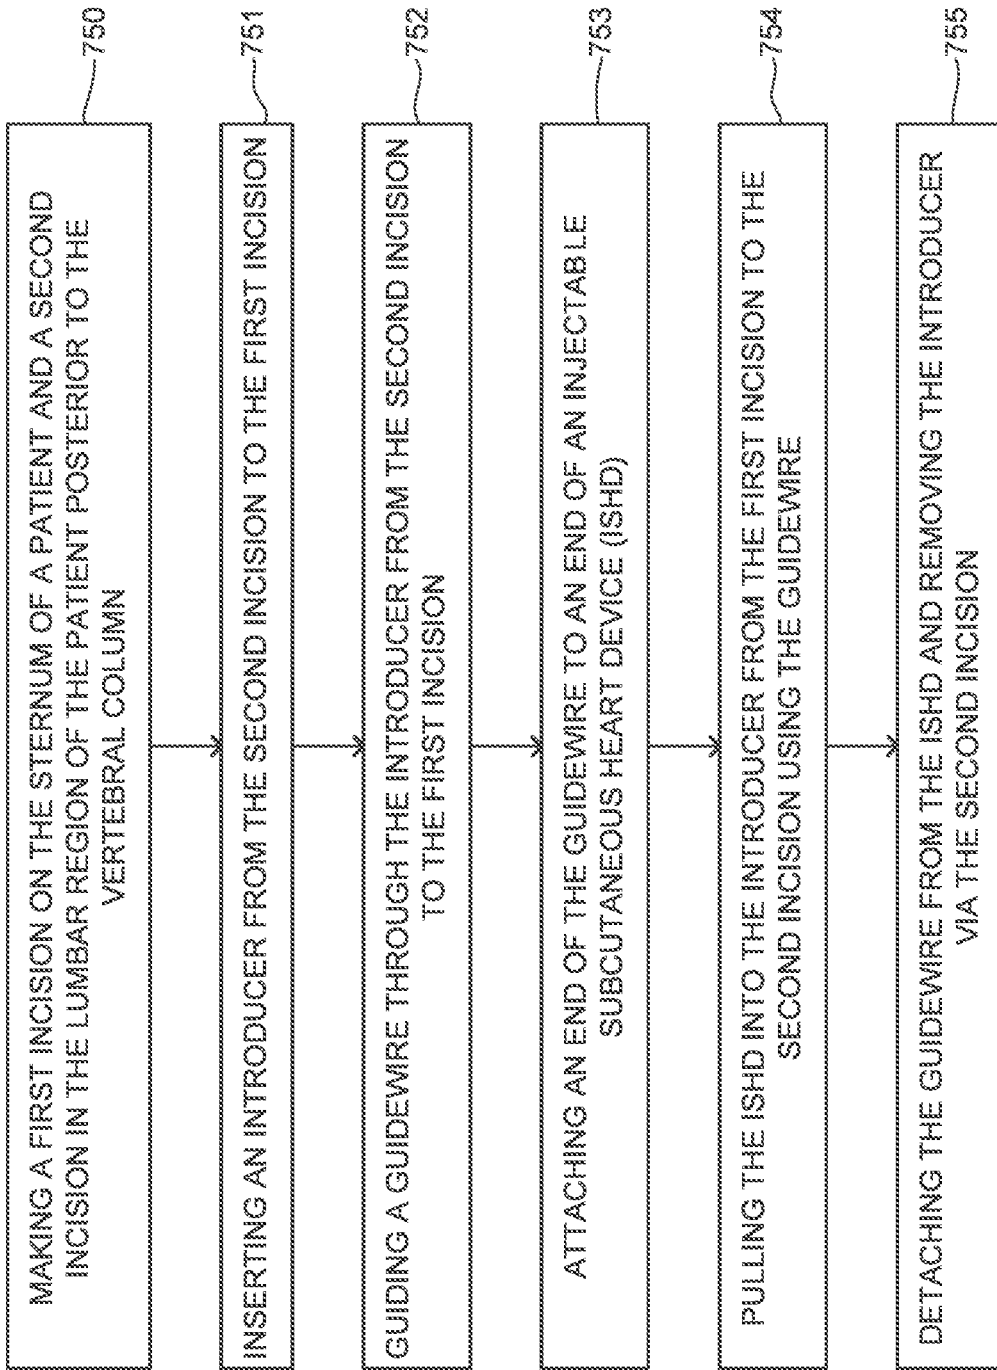 MAKING A FIRST INCISION ON THE STERNUM OF A PATIENT AND A SECOND
INCISION IN THE LUMBAR REGION OF THE PATIENT POSTERIOR TO THE
VERTEBRAL COLUMN
750
INSERTING AN INTRODUCER FROM THE SECOND INCISION TO THE FIRST INCISION
751
GUIDING A GUIDEWIRE THROUGH THE INTRODUCER FROM THE SECOND INCISION
TO THE FIRST INCISION
752
ATTACHING AN END OF THE GUIDEWIRE TO AN END OF AN INJECTABLE
SUBCUTANEOUS HEART DEVICE (ISHD)
753
PULLING THE ISHD INTO THE INTRODUCER FROM THE FIRST INCISION TO THE
SECOND INCISION USING THE GUIDEWIRE
754
DETACHING THE GUIDEWIRE FROM THE ISHD AND REMOVING THE INTRODUCER
VIA THE SECOND INCISION
755